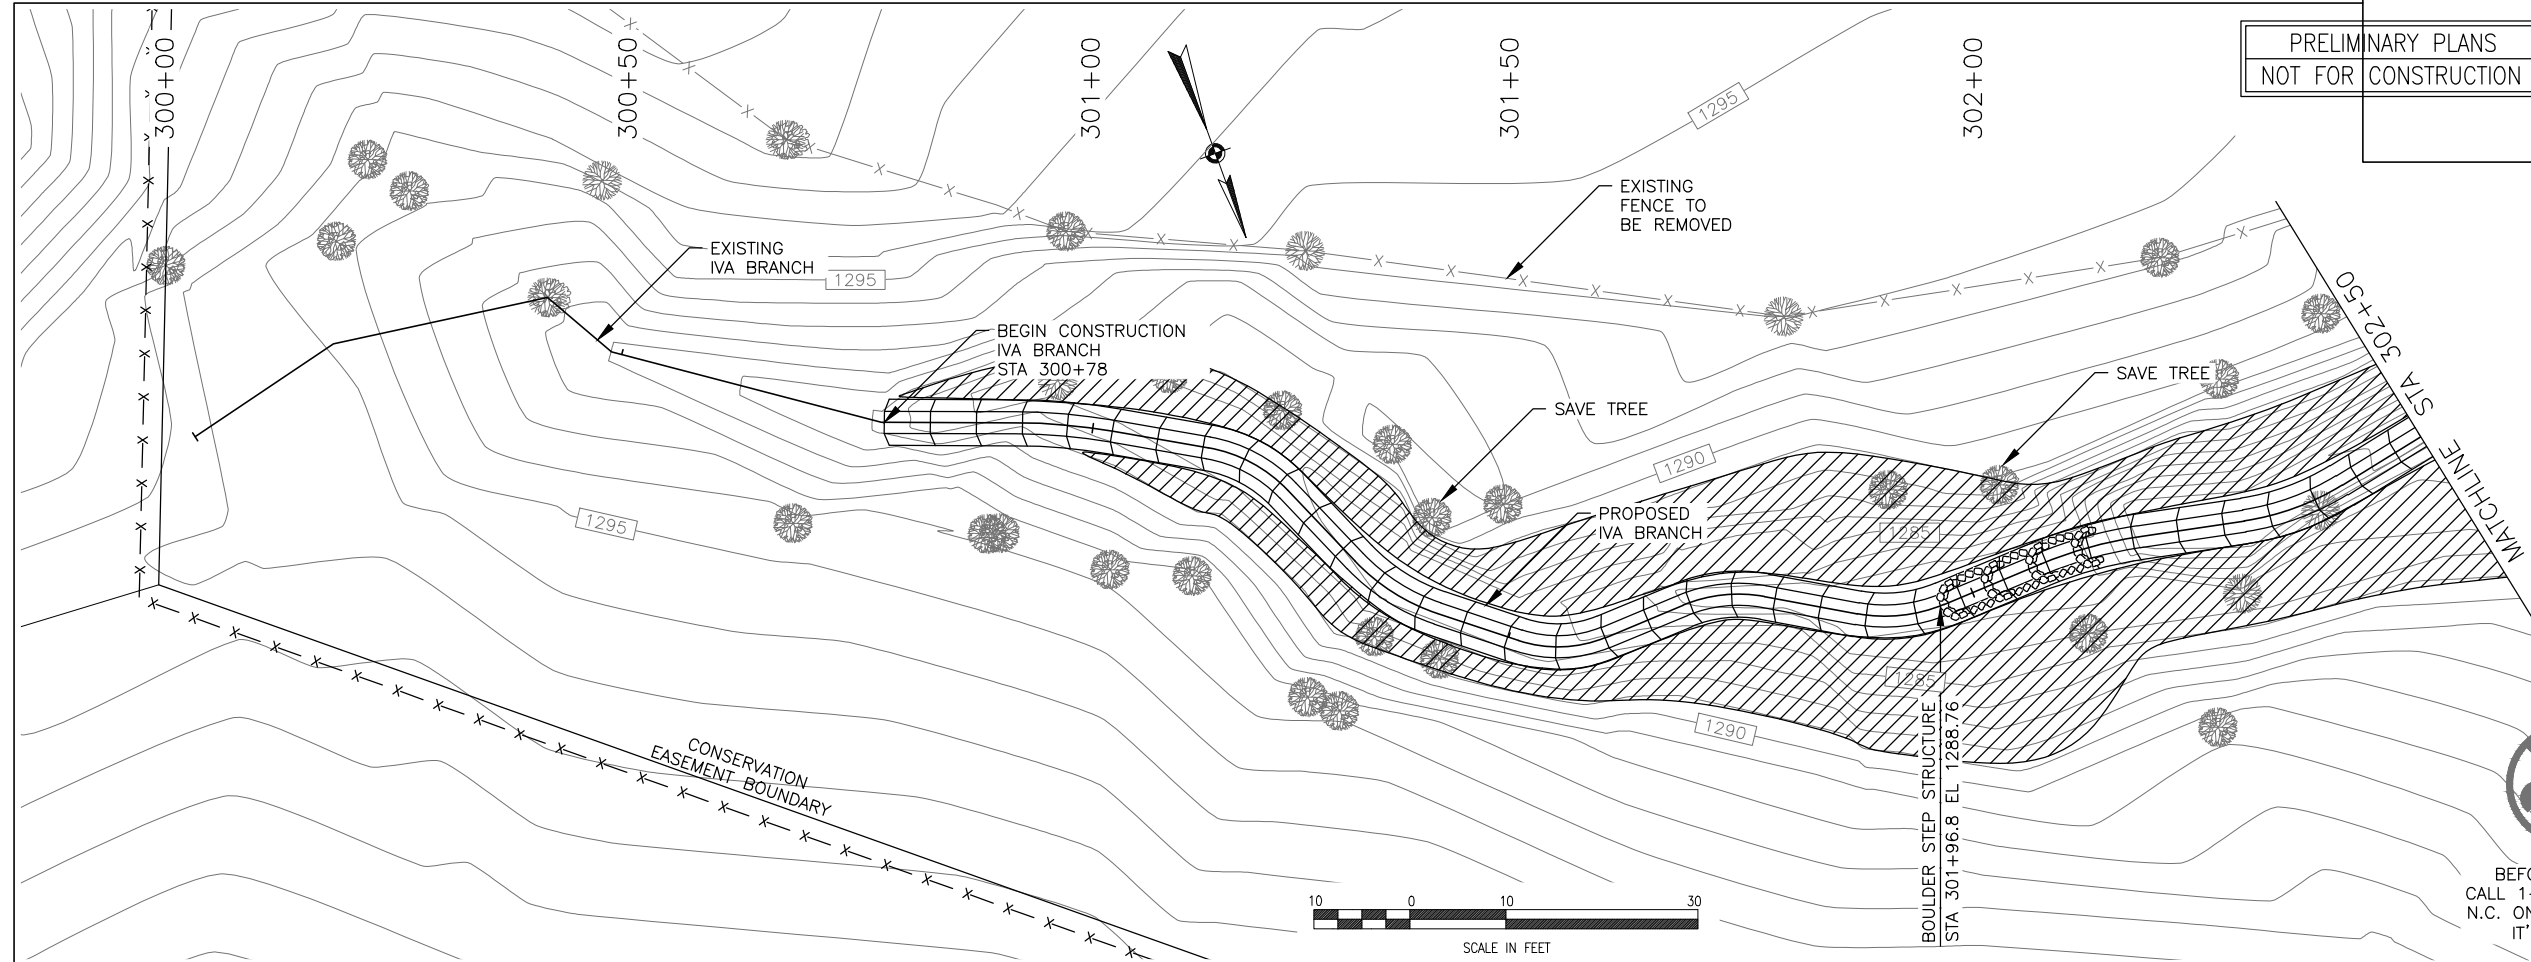 PRELIMINARY PLANS
NOT FOR CONSTRUCTION
300+00
300+50
301+00
301+50
302+00
1295
EXISTING
FENCE TO
BE REMOVED
EXISTING
IVA BRANCH
1295
BEGIN CONSTRUCTION
IVA BRANCH
STA 300+78
SAVE TREE
SAVE TREE
MATCHLINE STA 302+50
1290
1295
PROPOSED
IVA BRANCH
1285
1285
1290
CONSERVATION
EASEMENT BOUNDARY
BOULDER STEP STRUCTURE
STA 301+96.8 EL 1288.76
10 0 10 30
SCALE IN FEET
CALL 1-
N.C.
IT'